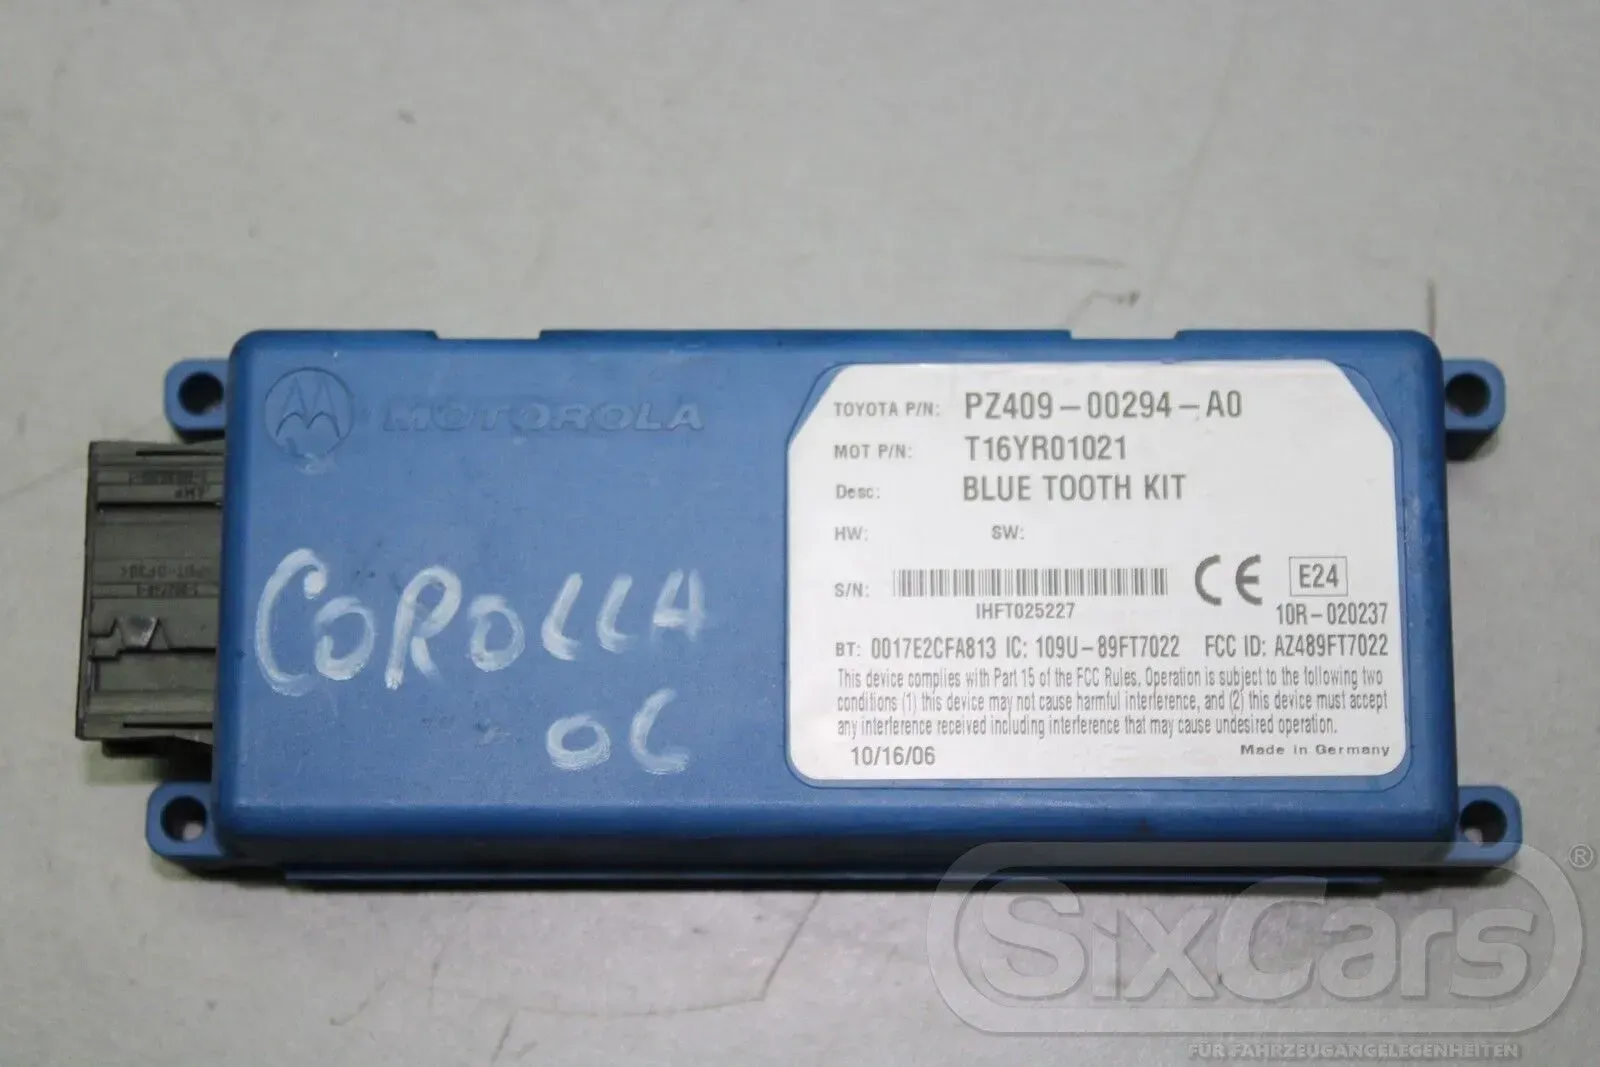 MOTOROLA
TOYOTA P/N: PZ409-00294-A0
MOT P/N: T16YR01021
Desc: BLUE TOOTH KIT
HW: SW:
S/N:
IHFT025227
CE E24
10R-020237
BT: 0017E2CFA813 IC: 109U-89FT7022 FCC ID: AZ489FT7022
This device complies with Part 15 of the FCC Rules. Operation is subject to the following two
conditions (1) this device may not cause harmful interference, and (2) this device must accept
any interference received including interference that may cause undesired operation.
10/16/06 Made in Germany
COROLLA
06
AMP
SixCars®
FÜR FAHRZEUGANGELEGENHEITEN